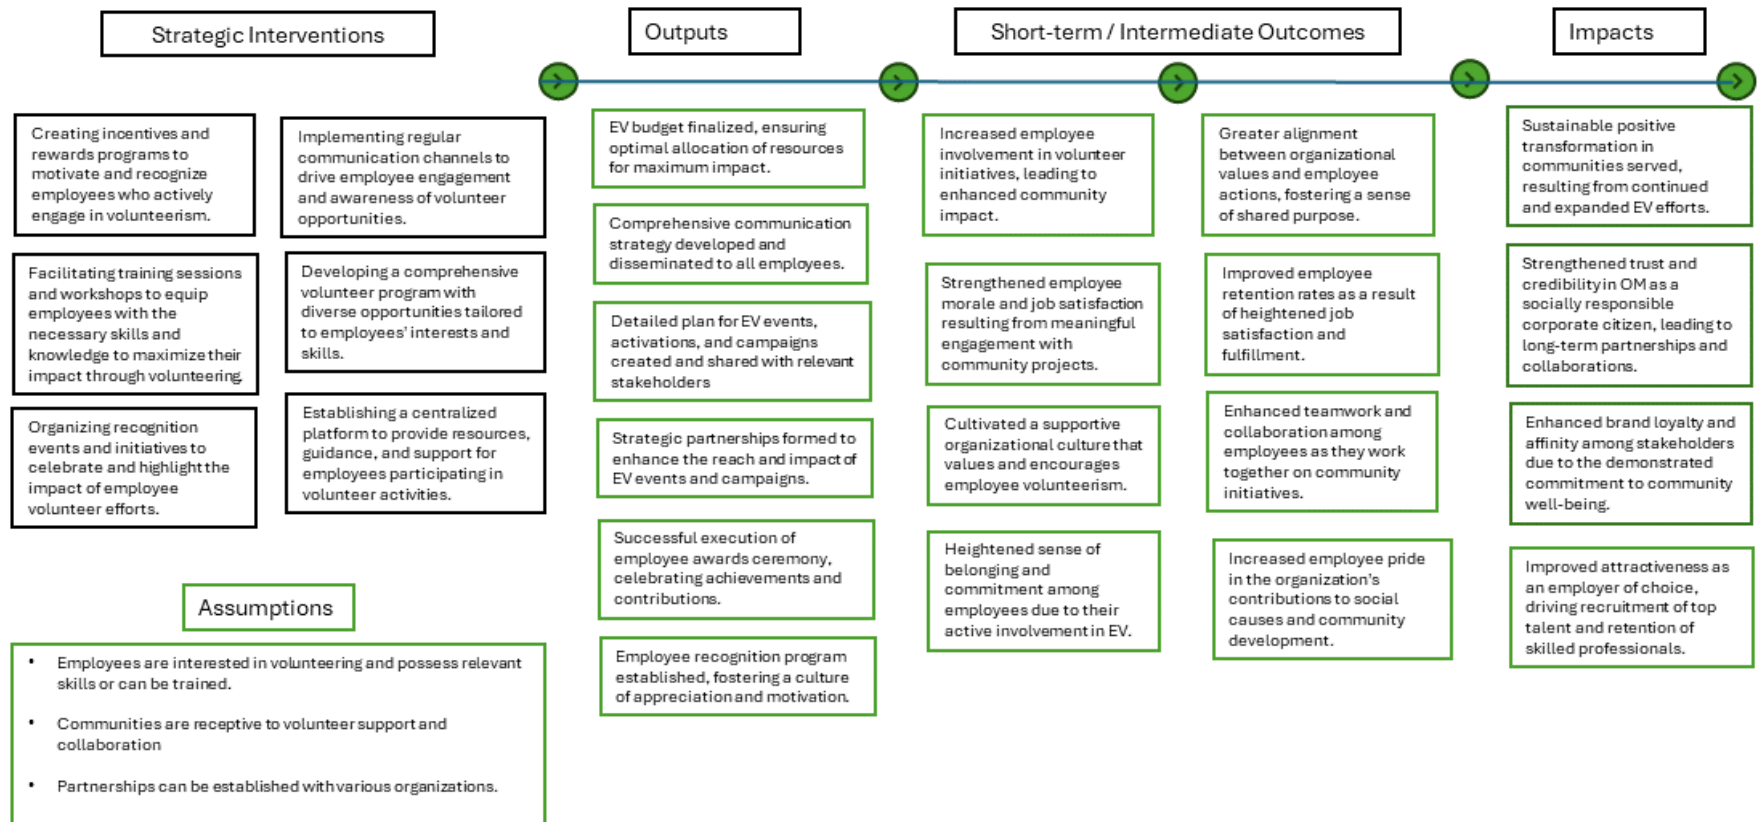 Strategic Interventions
Outputs
Short-term / Intermediate Outcomes
Impacts
Creating incentives and
rewards programs to
motivate and recognize
employees who actively
engage in volunteerism.
Implementing regular
communication channels to
drive employee engagement
and awareness of volunteer
opportunities.
Facilitating training sessions
and workshops to equip
employees with the
necessary skills and
knowledge to maximize their
impact through volunteering.
Developing a comprehensive
volunteer program with
diverse opportunities tailored
to employees' interests and
skills.
Organizing recognition
events and initiatives to
celebrate and highlight the
impact of employee
volunteer efforts.
Establishing a centralized
platform to provide resources,
guidance, and support for
employees participating in
volunteer activities.
Assumptions
• Employees are interested in volunteering and possess relevant
skills or can be trained.
• Communities are receptive to volunteer support and
collaboration
• Partnerships can be established with various organizations.
EV budget finalized, ensuring
optimal allocation of resources
for maximum impact.
Comprehensive communication
strategy developed and
disseminated to all employees.
Detailed plan for EV events,
activations, and campaigns
created and shared with relevant
stakeholders
Strategic partnerships formed to
enhance the reach and impact of
EV events and campaigns.
Successful execution of
employee awards ceremony,
celebrating achievements and
contributions.
Employee recognition program
established, fostering a culture
of appreciation and motivation.
Increased employee
involvement in volunteer
initiatives, leading to
enhanced community
impact.
Strengthened employee
morale and job satisfaction
resulting from meaningful
engagement with
community projects.
Cultivated a supportive
organizational culture that
values and encourages
employee volunteerism.
Heightened sense of
belonging and
commitment among
employees due to their
active involvement in EV.
Greater alignment
between organizational
values and employee
actions, fostering a sense
of shared purpose.
Improved employee
retention rates as a result
of heightened job
satisfaction and
fulfillment.
Enhanced teamwork and
collaboration among
employees as they work
together on community
initiatives.
Increased employee pride
in the organization's
contributions to social
causes and community
development.
Sustainable positive
transformation in
communities served,
resulting from continued
and expanded EV efforts.
Strengthened trust and
credibility in OM as a
socially responsible
corporate citizen, leading to
long-term partnerships and
collaborations.
Enhanced brand loyalty and
affinity among stakeholders
due to the demonstrated
commitment to community
well-being.
Improved attractiveness as
an employer of choice,
driving recruitment of top
talent and retention of
skilled professionals.